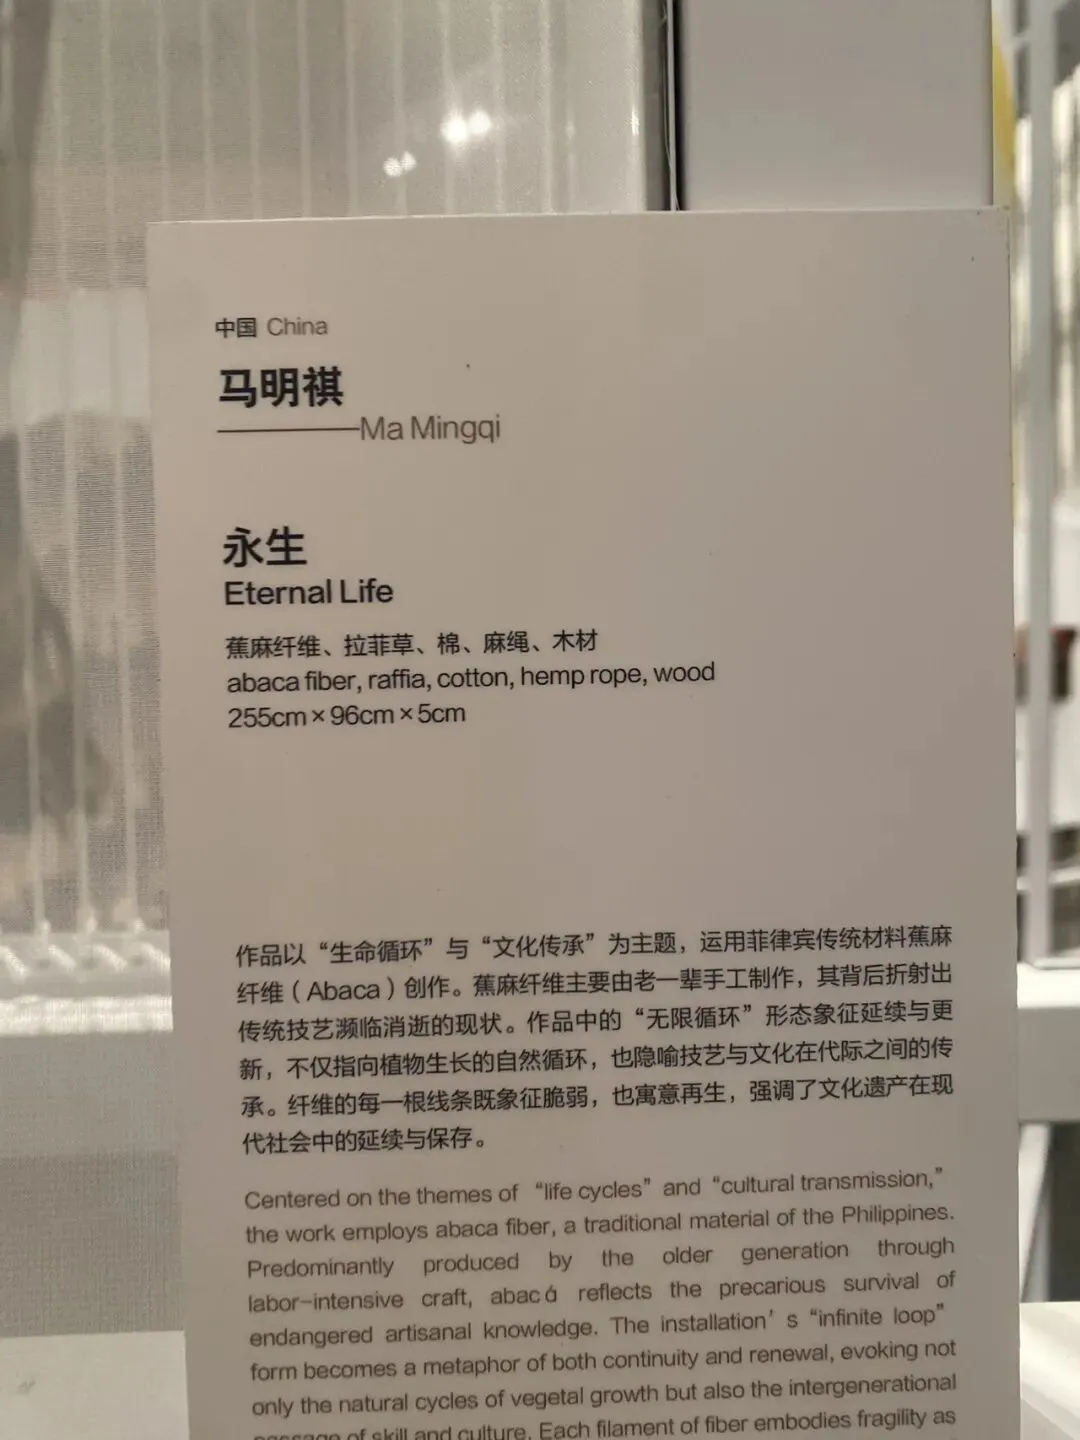 中国 China
马明祺
Ma Mingqi
永生
Eternal Life
蕉麻纤维、拉菲草、棉、麻绳、木材
abaca fiber, raffia, cotton, hemp rope, wood
255cm×96cm×5cm
作品以“生命循环”与“文化传承”为主题，运用菲律宾传统材料蕉麻
纤维（Abaca）创作。蕉麻纤维主要由老一辈手工制作，其背后折射出
传统技艺濒临消逝的现状。作品中的“无限循环”形态象征延续与更
新，不仅指向植物生长的自然循环，也隐喻技艺与文化在代际之间的传
承。纤维的每一根线条既象征脆弱，也寓意再生，强调了文化遗产在现
代社会中的延续与保存。
Centered on the themes of “life cycles” and “cultural transmission,”
the work employs abaca fiber, a traditional material of the Philippines.
Predominantly produced by the older generation through
labor-intensive craft, abacá reflects the precarious survival of
endangered artisanal knowledge. The installation’s “infinite loop”
form becomes a metaphor of both continuity and renewal, evoking not
only the natural cycles of vegetal growth but also the intergenerational
passage of skill and culture. Each filament of fiber embodies fragility as